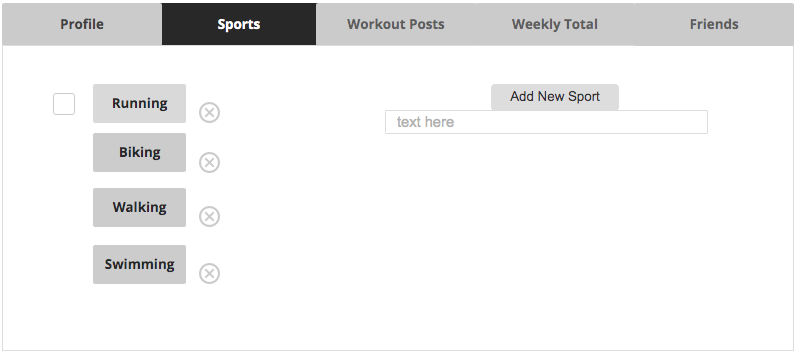 Profile Sports Workout Posts Weekly Total Friends
Running
Biking
Walking
Swimming
Add New Sport
text here